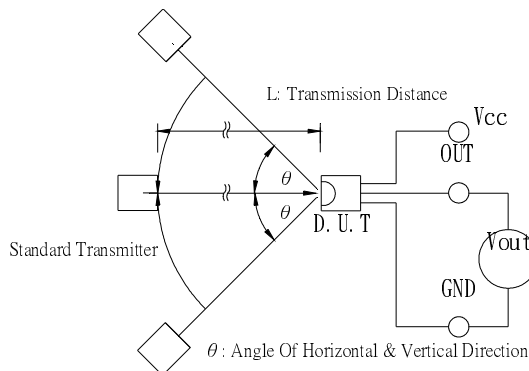 L: Transmission Distance
Vcc
OUT
θ
θ
D. U. T
Standard Transmitter
Vout
GND
θ : Angle Of Horizontal & Vertical Direction